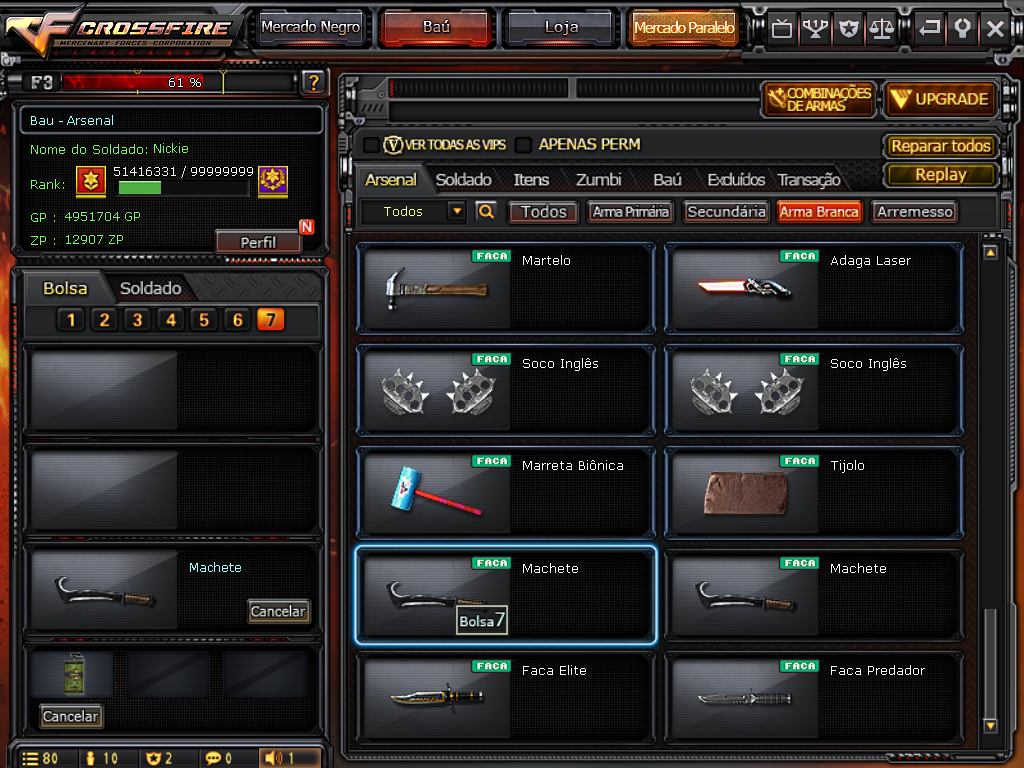 CROSSFIRE
MERCENARY FORCES CORPORATION
Mercado Negro
Baú
Loja
Mercado Paralelo
F3
61 %
?
Bau - Arsenal
Nome do Soldado: Nickie
Rank:
51416331 / 99999999
GP : 4951704 GP
ZP : 12907 ZP
N
Perfil
Bolsa
Soldado
1 2 3 4 5 6 7
Machete
Cancelar
Cancelar
80
10
2
0
1
COMBINAÇÕES
DE ARMAS
UPGRADE
V VER TODAS AS VIPS
APENAS PERM
Reparar todos
Replay
Arsenal
Soldado
Itens
Zumbi
Baú
Excluídos
Transação
Todos
Todos
Arma Primária
Secundária
Arma Branca
Arremesso
FACA
Martelo
FACA
Adaga Laser
FACA
Soco Inglês
FACA
Soco Inglês
FACA
Marreta Biônica
FACA
Tijolo
FACA
Machete
Bolsa7
FACA
Machete
FACA
Faca Elite
FACA
Faca Predador